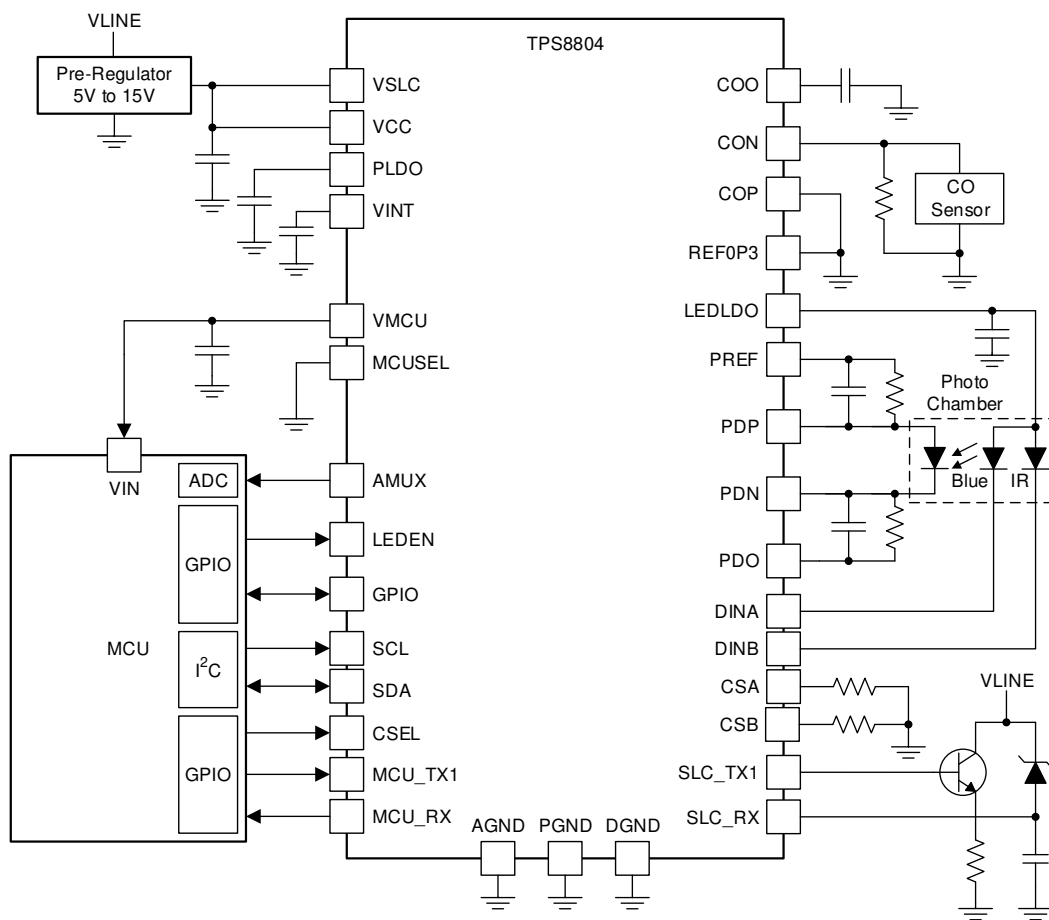 VLINE
Pre-Regulator
5V to 15V
TPS8804
VSLC
VCC
PLDO
VINT
VMCU
MCUSEL
VIN
ADC
AMUX
GPIO
LEDEN
GPIO
MCU
I²C
SCL
SDA
GPIO
CSEL
MCU_TX1
MCU_RX
AGND
PGND
DGND
COO
CON
COP
REF0P3
CO
Sensor
LEDLDO
PREF
Photo
Chamber
PDP
PDN
Blue
IR
PDO
DINA
DINB
CSA
CSB
VLINE
SLC_TX1
SLC_RX